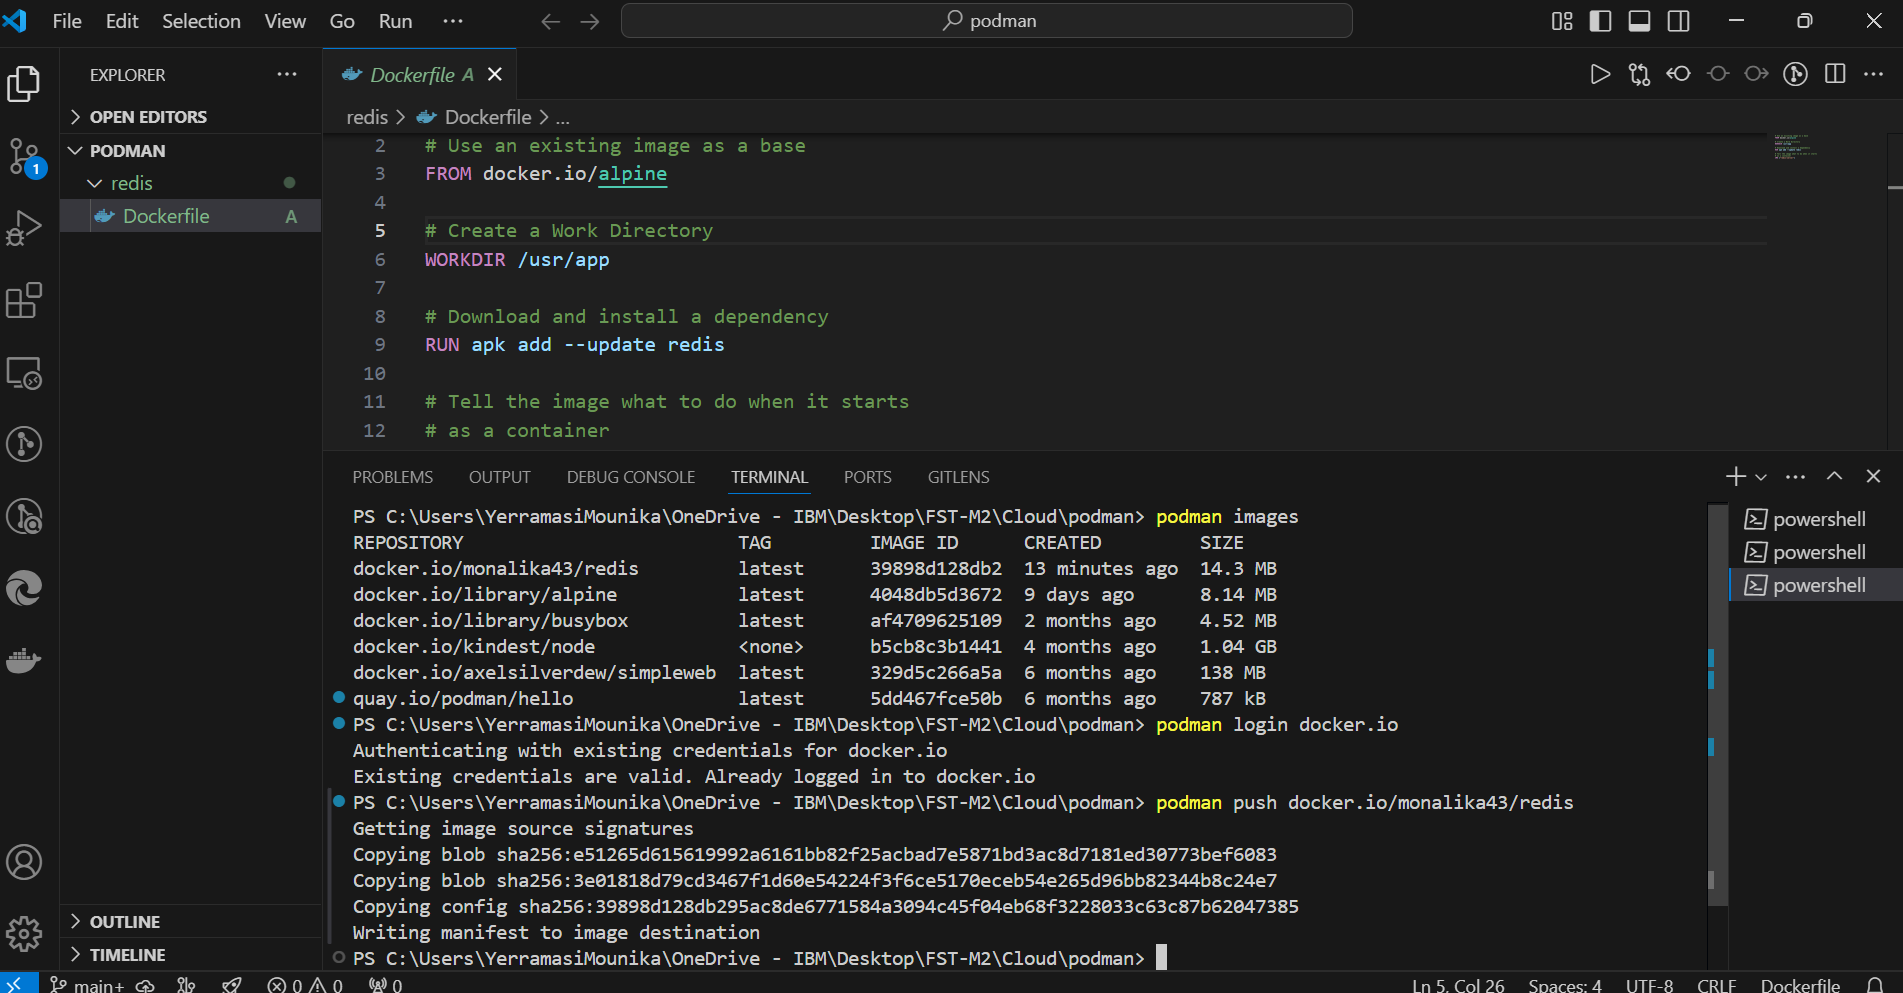 File Edit Selection View Go Run ···
podman
EXPLORER ···
OPEN EDITORS
PODMAN
redis
Dockerfile A
1
Dockerfile A
redis > Dockerfile > ...
2 # Use an existing image as a base
3 FROM docker.io/alpine
4
5 # Create a Work Directory
6 WORKDIR /usr/app
7
8 # Download and install a dependency
9 RUN apk add --update redis
10
11 # Tell the image what to do when it starts
12 # as a container
PROBLEMS OUTPUT DEBUG CONSOLE TERMINAL PORTS GITLENS
PS C:\Users\YerramasiMounika\OneDrive - IBM\Desktop\FST-M2\Cloud\podman> podman images
REPOSITORY TAG IMAGE ID CREATED SIZE
docker.io/monalika43/redis latest 39898d128db2 13 minutes ago 14.3 MB
docker.io/library/alpine latest 4048db5d3672 9 days ago 8.14 MB
docker.io/library/busybox latest af4709625109 2 months ago 4.52 MB
docker.io/kindest/node <none> b5cb8c3b1441 4 months ago 1.04 GB
docker.io/axelsilverdew/simpleweb latest 329d5c266a5a 6 months ago 138 MB
quay.io/podman/hello latest 5dd467fce50b 6 months ago 787 kB
PS C:\Users\YerramasiMounika\OneDrive - IBM\Desktop\FST-M2\Cloud\podman> podman login docker.io
Authenticating with existing credentials for docker.io
Existing credentials are valid. Already logged in to docker.io
PS C:\Users\YerramasiMounika\OneDrive - IBM\Desktop\FST-M2\Cloud\podman> podman push docker.io/monalika43/redis
Getting image source signatures
Copying blob sha256:e51265d615619992a6161bb82f25acbad7e5871bd3ac8d7181ed30773bef6083
Copying blob sha256:3e01818d79cd3467f1d60e54224f3f6ce5170eceb54e265d96bb82344b8c24e7
Copying config sha256:39898d128db295ac8de6771584a3094c45f04eb68f3228033c63c87b62047385
Writing manifest to image destination
PS C:\Users\YerramasiMounika\OneDrive - IBM\Desktop\FST-M2\Cloud\podman>
powershell
powershell
powershell
OUTLINE
TIMELINE
main+ 0 0 0 Ln 5, Col 26 Spaces: 4 UTF-8 CRLF Dockerfile